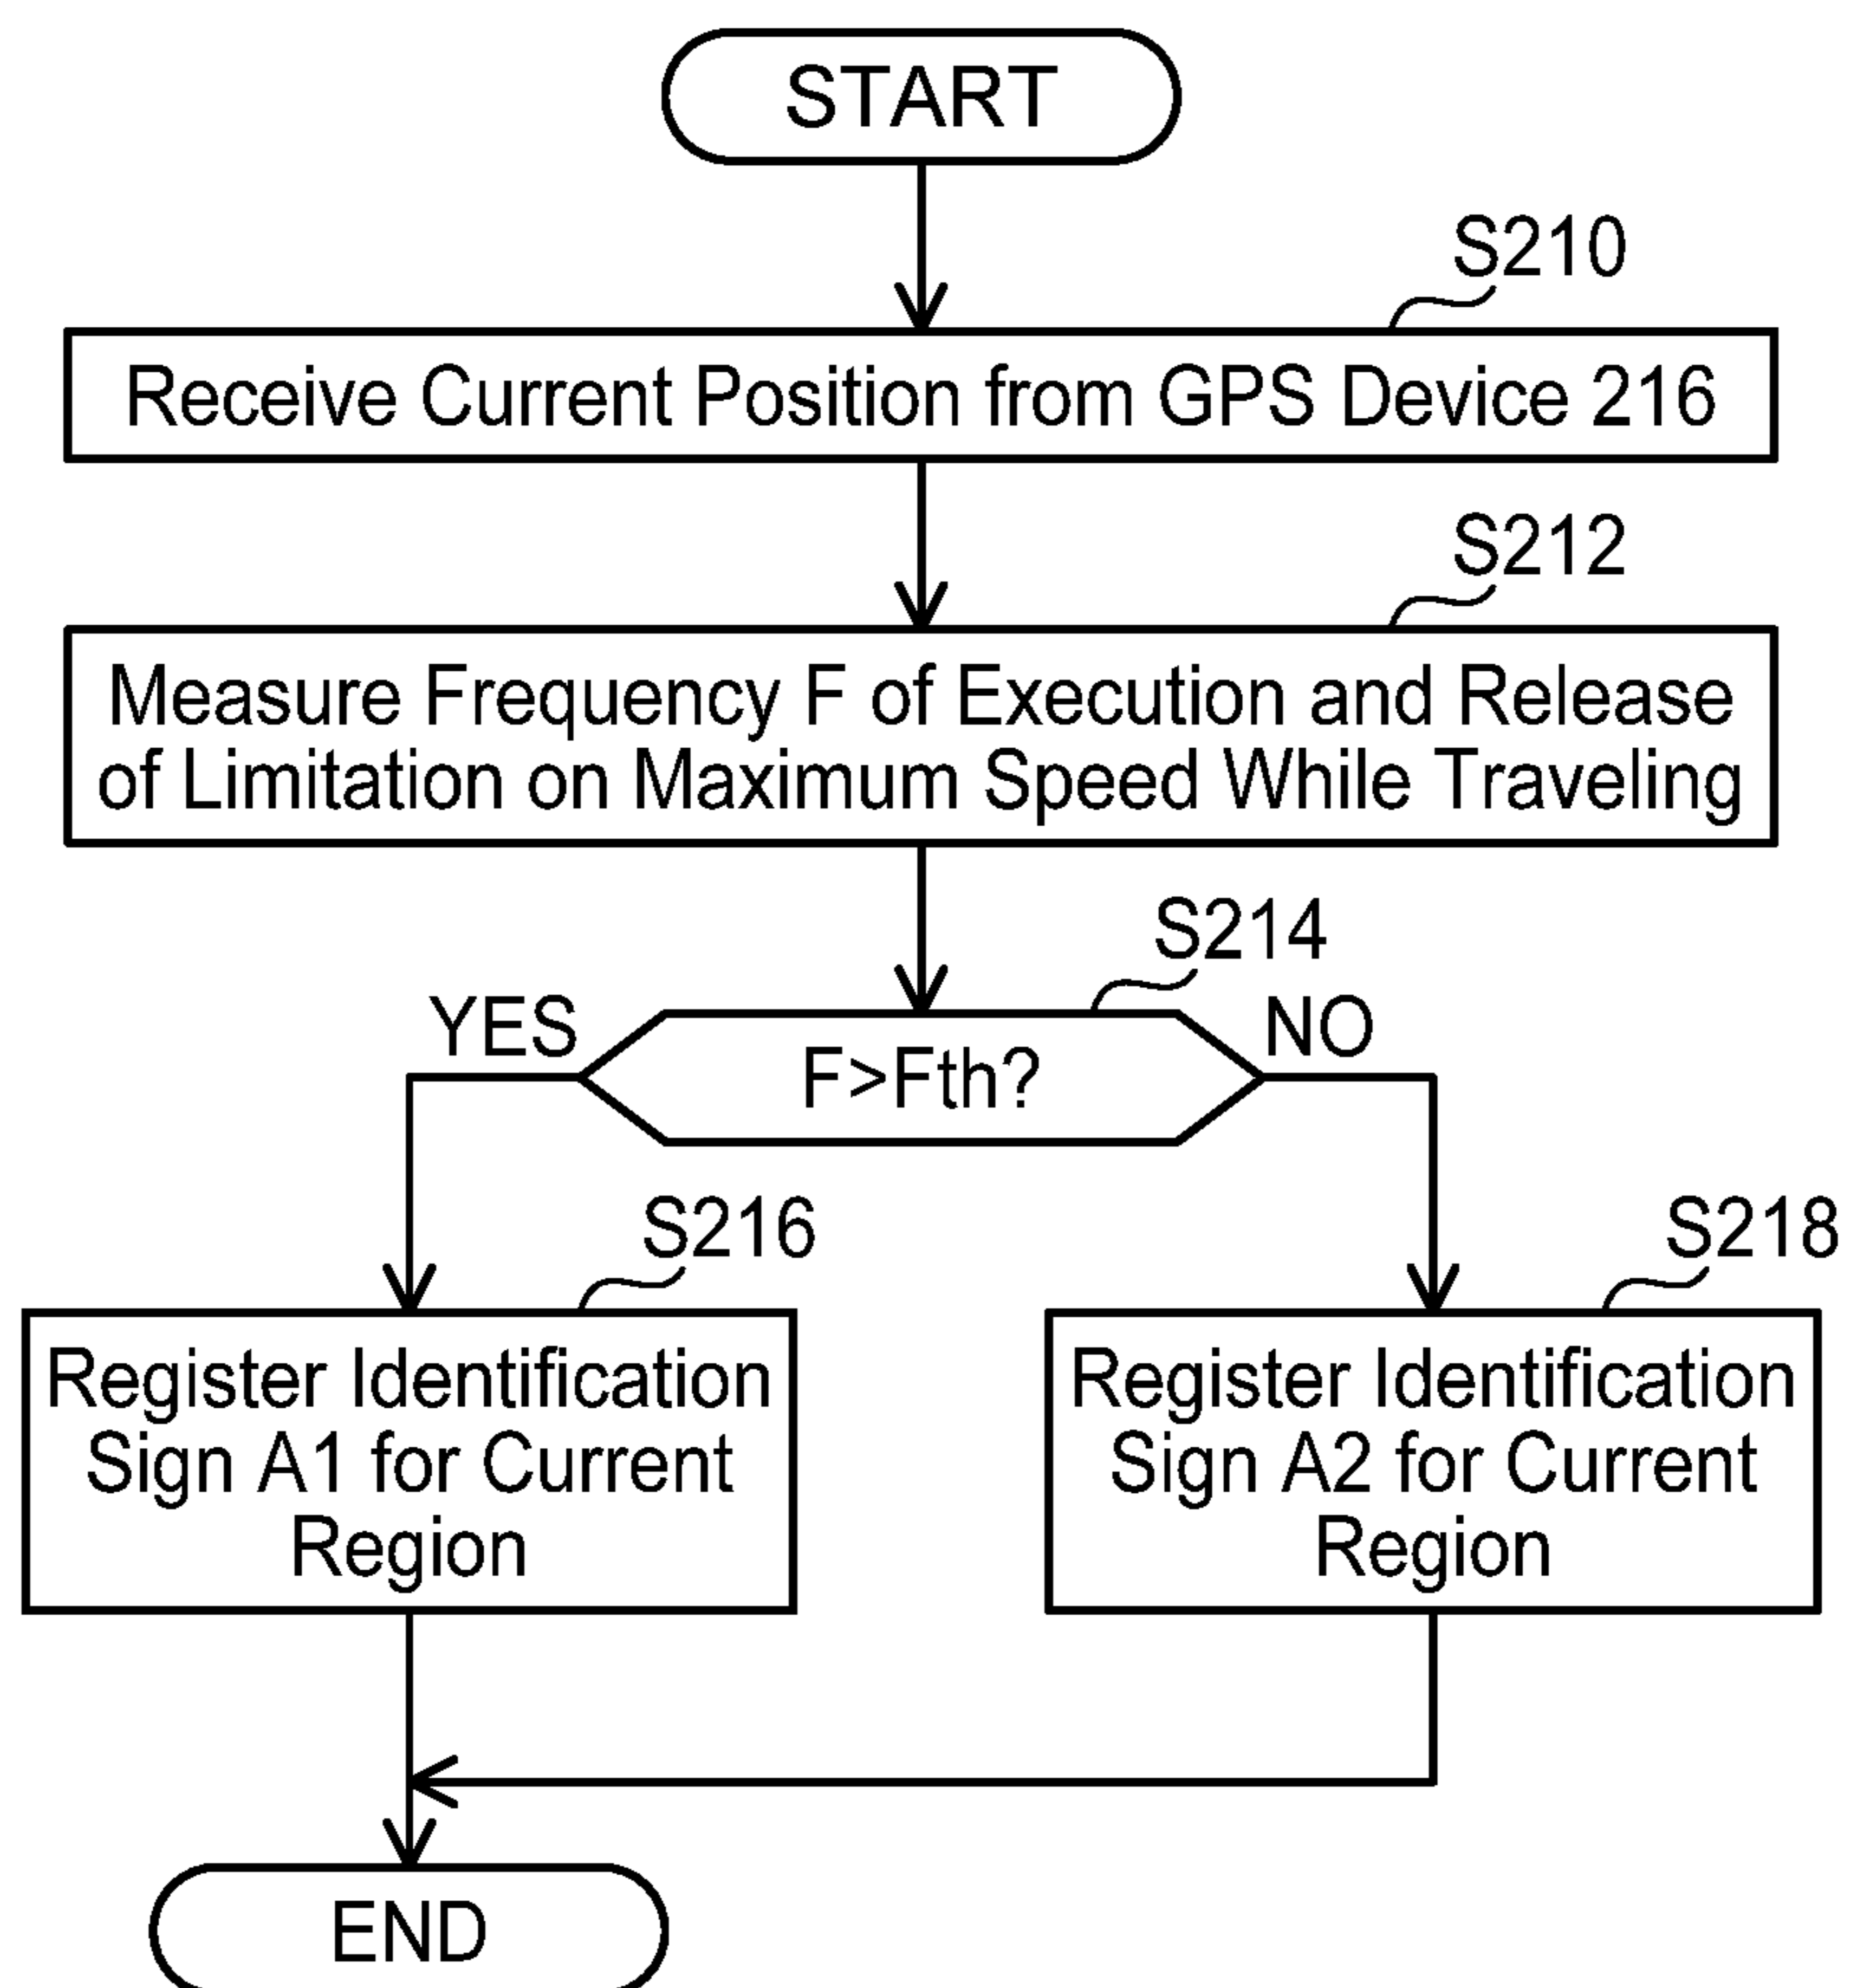 START
S210
Receive Current Position from GPS Device 216
S212
Measure Frequency F of Execution and Release
of Limitation on Maximum Speed While Traveling
S214
YES
NO
F>Fth?
S216
S218
Register Identification
Sign A1 for Current
Region
Register Identification
Sign A2 for Current
Region
END